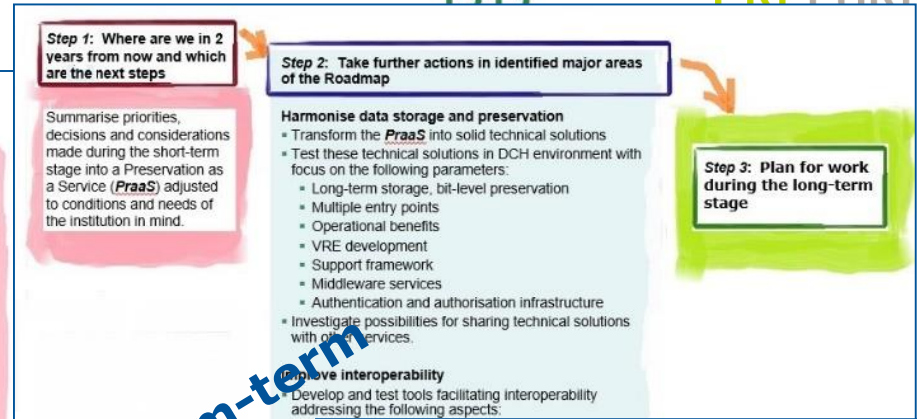 Step 1: Where are we in 2
years from now and which
are the next steps
Summarise priorities,
decisions and considerations
made during the short-term
stage into a Preservation as
a Service (PraaS) adjusted
to conditions and needs of
the institution in mind.
Step 2: Take further actions in identified major areas
of the Roadmap
Harmonise data storage and preservation
▪ Transform the PraaS into solid technical solutions
▪ Test these technical solutions in DCH environment with
focus on the following parameters:
▪ Long-term storage, bit-level preservation
▪ Multiple entry points
▪ Operational benefits
▪ VRE development
▪ Support framework
▪ Middleware services
▪ Authentication and authorisation infrastructure
▪ Investigate possibilities for sharing technical solutions
with other services.
Improve interoperability
▪ Develop and test tools facilitating interoperability
addressing the following aspects:
Step 3: Plan for work
during the long-term
stage
m-term